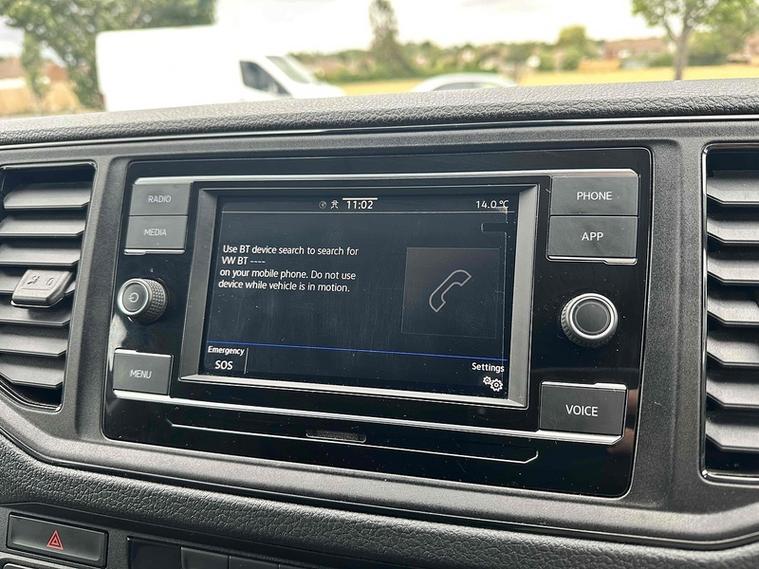 RADIO
MEDIA
MENU
11:02
14.0°C
Use BT device search to search for
VW BT ----
on your mobile phone. Do not use
device while vehicle is in motion.
Emergency
SOS
Settings
PHONE
APP
VOICE